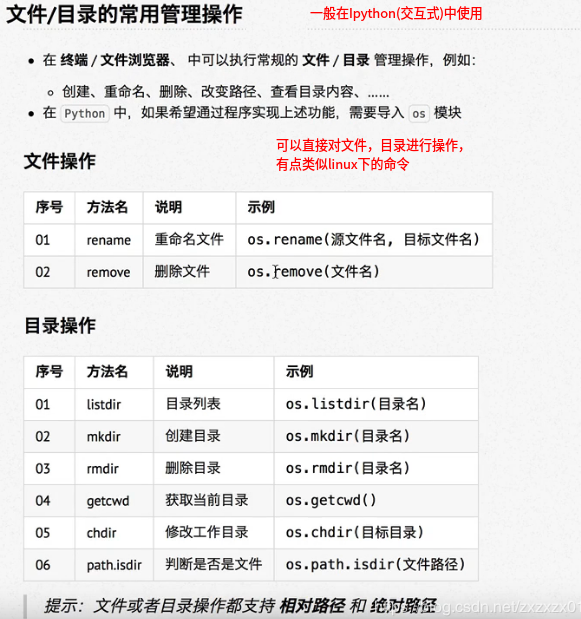 文件/目录的常用管理操作
一般在Ipython(交互式)中使用
在 终端 / 文件浏览器、 中可以执行常规的 文件 / 目录 管理操作，例如：
创建、重命名、删除、改变路径、查看目录内容、……
在 Python 中，如果希望通过程序实现上述功能，需要导入 os 模块
可以直接对文件，目录进行操作，
有点类似linux下的命令
文件操作
序号 方法名 说明 示例
01 rename 重命名文件 os.rename(源文件名, 目标文件名)
02 remove 删除文件 os.remove(文件名)
目录操作
序号 方法名 说明 示例
01 listdir 目录列表 os.listdir(目录名)
02 mkdir 创建目录 os.mkdir(目录名)
03 rmdir 删除目录 os.rmdir(目录名)
04 getcwd 获取当前目录 os.getcwd()
05 chdir 修改工作目录 os.chdir(目标目录)
06 path.isdir 判断是否是文件 os.path.isdir(文件路径)
提示：文件或者目录操作都支持 相对路径 和 绝对路径